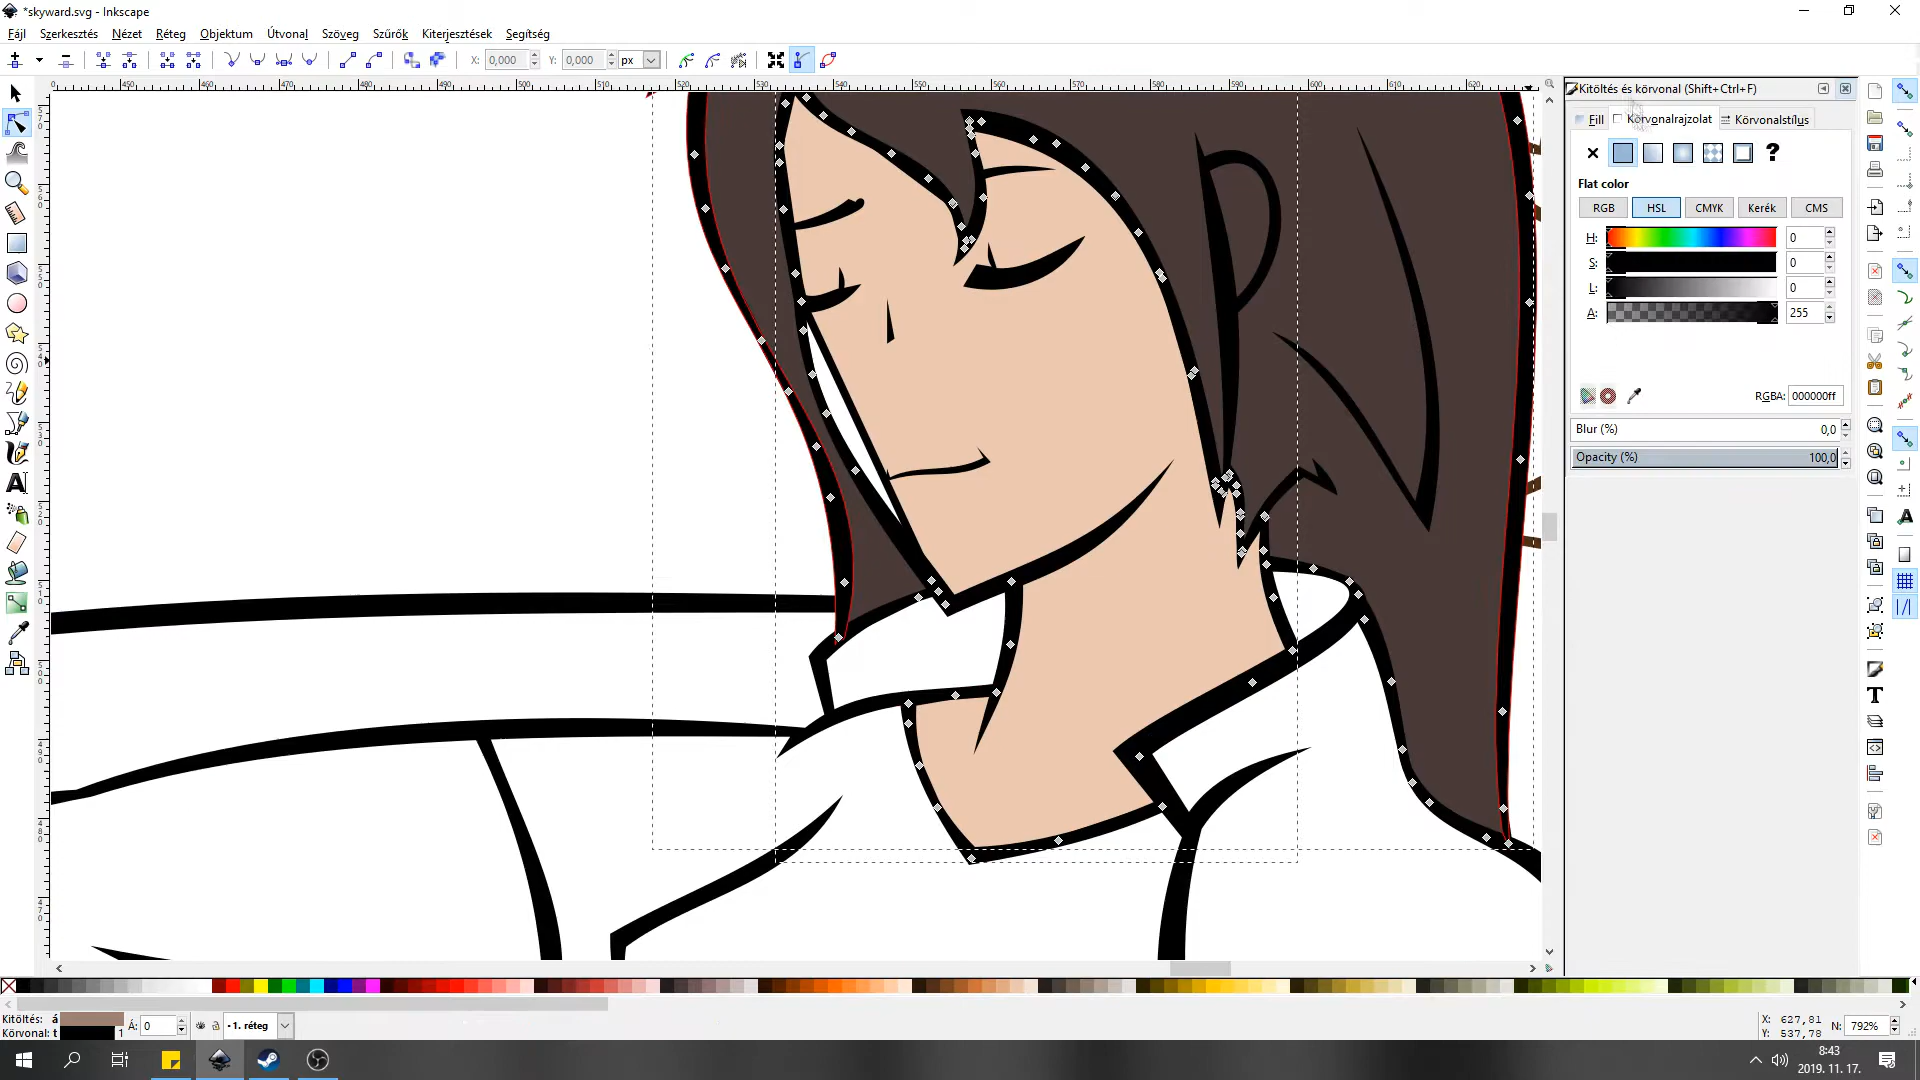 *skyward.svg - Inkscape
Fájl Szerkesztés Nézet Réteg Objektum Útvonal Szöveg Szűrők Kiterjesztések Segítség
X: 0,000 Y: 0,000 px
Kitöltés és körvonal (Shift+Ctrl+F)
Fill Körvonalrajzolat Körvonalstílus
Flat color
RGB HSL CMYK Kerék CMS
H: 0
S: 0
L: 0
A: 255
RGBA: 000000ff
Blur (%) 0,0
Opacity (%) 100,0
Kitöltés: á
Körvonal: t 1
Á: 0
1. réteg
X: 627,81
Y: 537,78
N: 792%
8:43
2019. 11. 17.